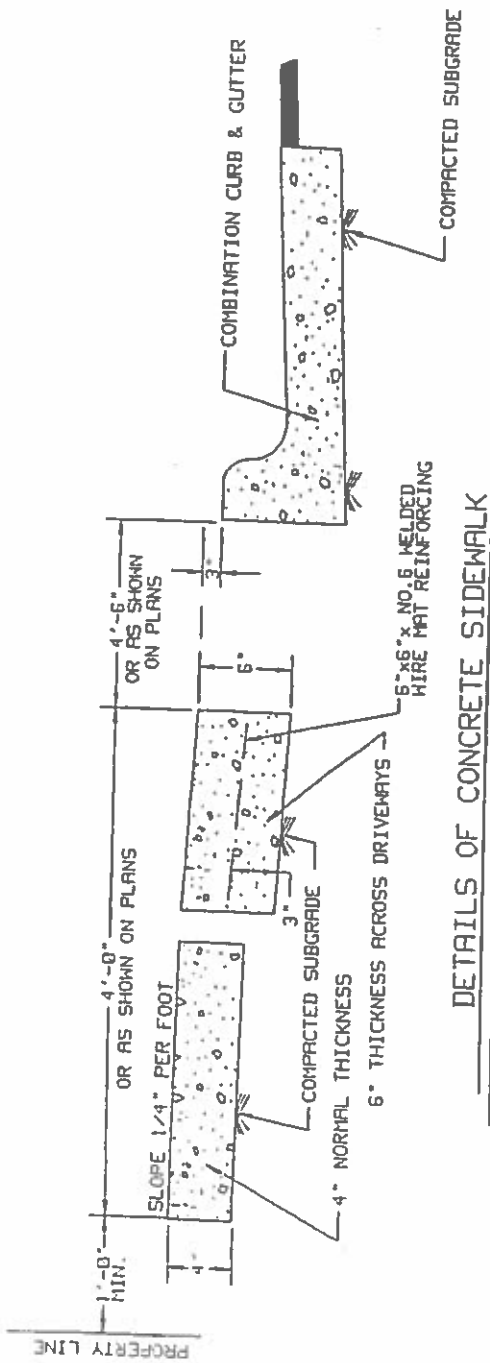 PROPERTY LINE
1'-0"
MIN.
4'-0"
OR AS SHOWN ON PLANS
4'-6"
OR AS SHOWN
ON PLANS
SLOPE 1/4" PER FOOT
4"
6"
3"
3"
COMBINATION CURB & GUTTER
COMPACTED SUBGRADE
4" NORMAL THICKNESS
6" THICKNESS ACROSS DRIVEWAYS
6"x6"x NO.6 WELDED
WIRE MAT REINFORCING
COMPACTED SUBGRADE
DETAILS OF CONCRETE SIDEWALK